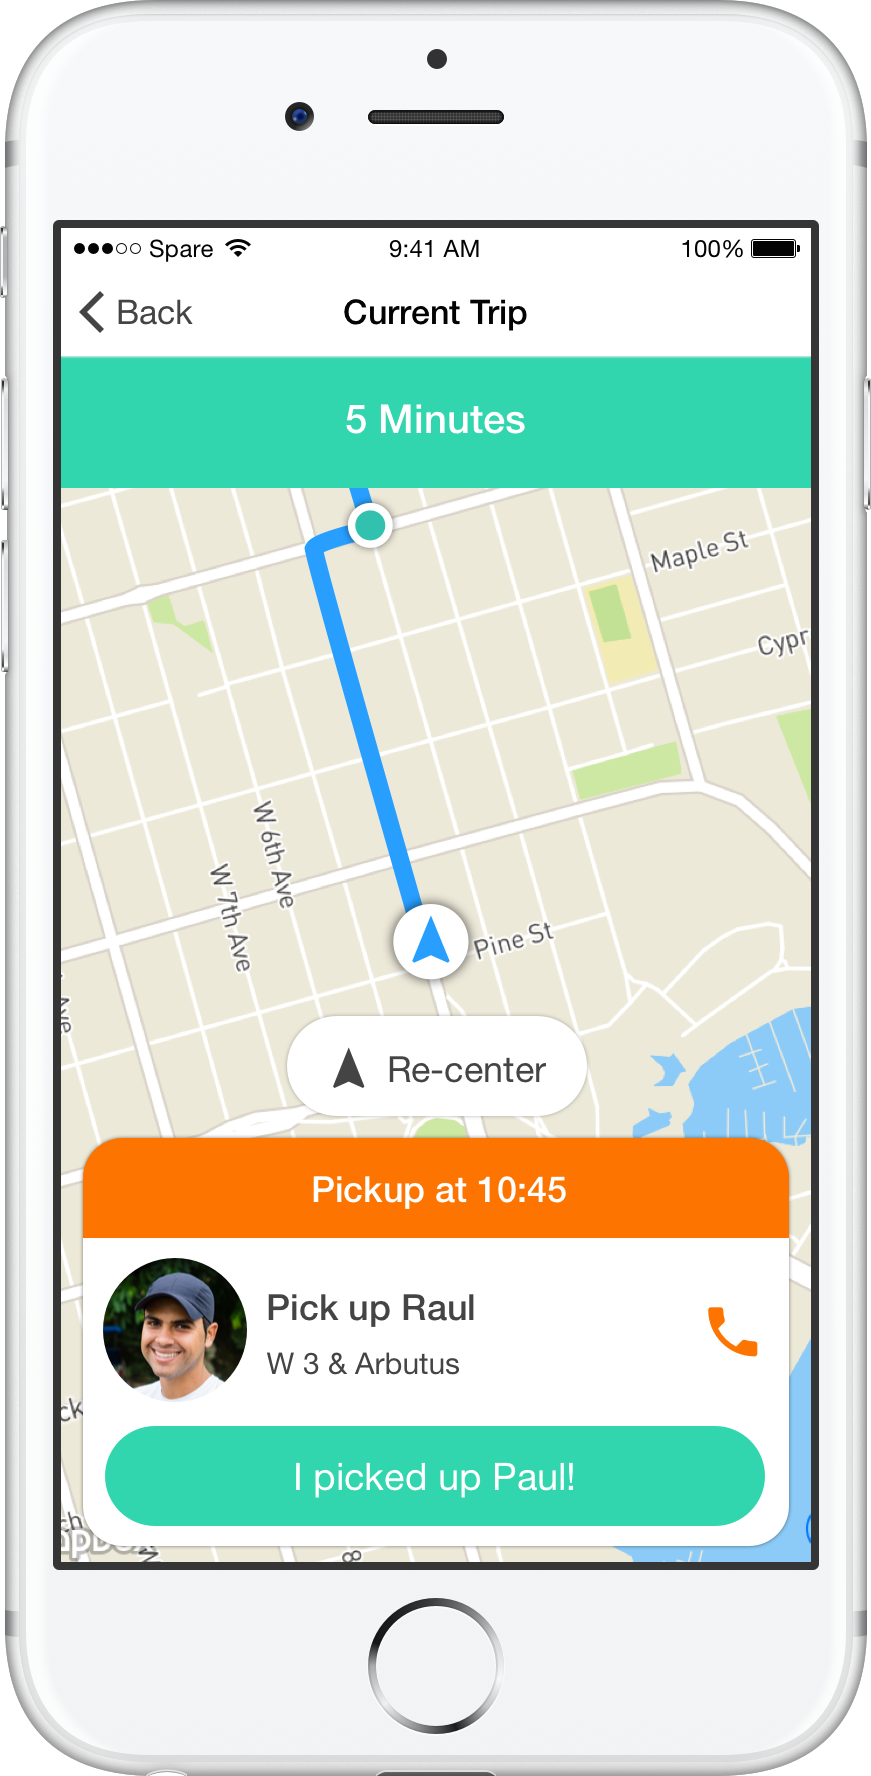 Spare
9:41 AM
100%
Back
Current Trip
5 Minutes
Maple St
W 6th Ave
W 7th Ave
Pine St
Re-center
Pickup at 10:45
Pick up Raul
W 3 & Arbutus
I picked up Paul!